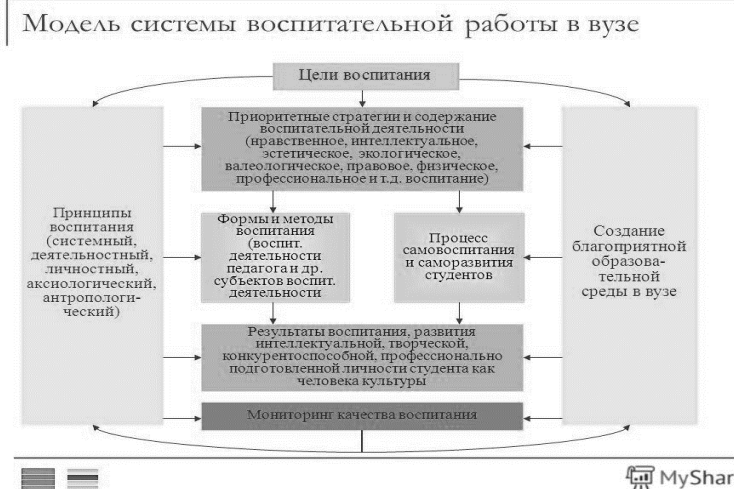 Модель системы воспитательной работы в вузе
Цели воспитания
Приоритетные стратегии и содержание
воспитательной деятельности
(нравственное, интеллектуальное,
эстетическое, экологическое,
валеологическое, правовое, физическое,
профессиональное и т.д. воспитание)
Принципы
воспитания
(системный,
деятельностный,
личностный,
аксиологический,
антропологи-
ческий)
Формы и методы
воспитания
(воспит.
деятельности
педагога и др.
субъектов воспит.
деятельности
Процесс
самовоспитания
и саморазвития
студентов
Создание
благоприятной
образова-
тельной
среды в вузе
Результаты воспитания, развития
интеллектуальной, творческой,
конкурентоспособной, профессионально
подготовленной личности студента как
человека культуры
Мониторинг качества воспитания
MyShar